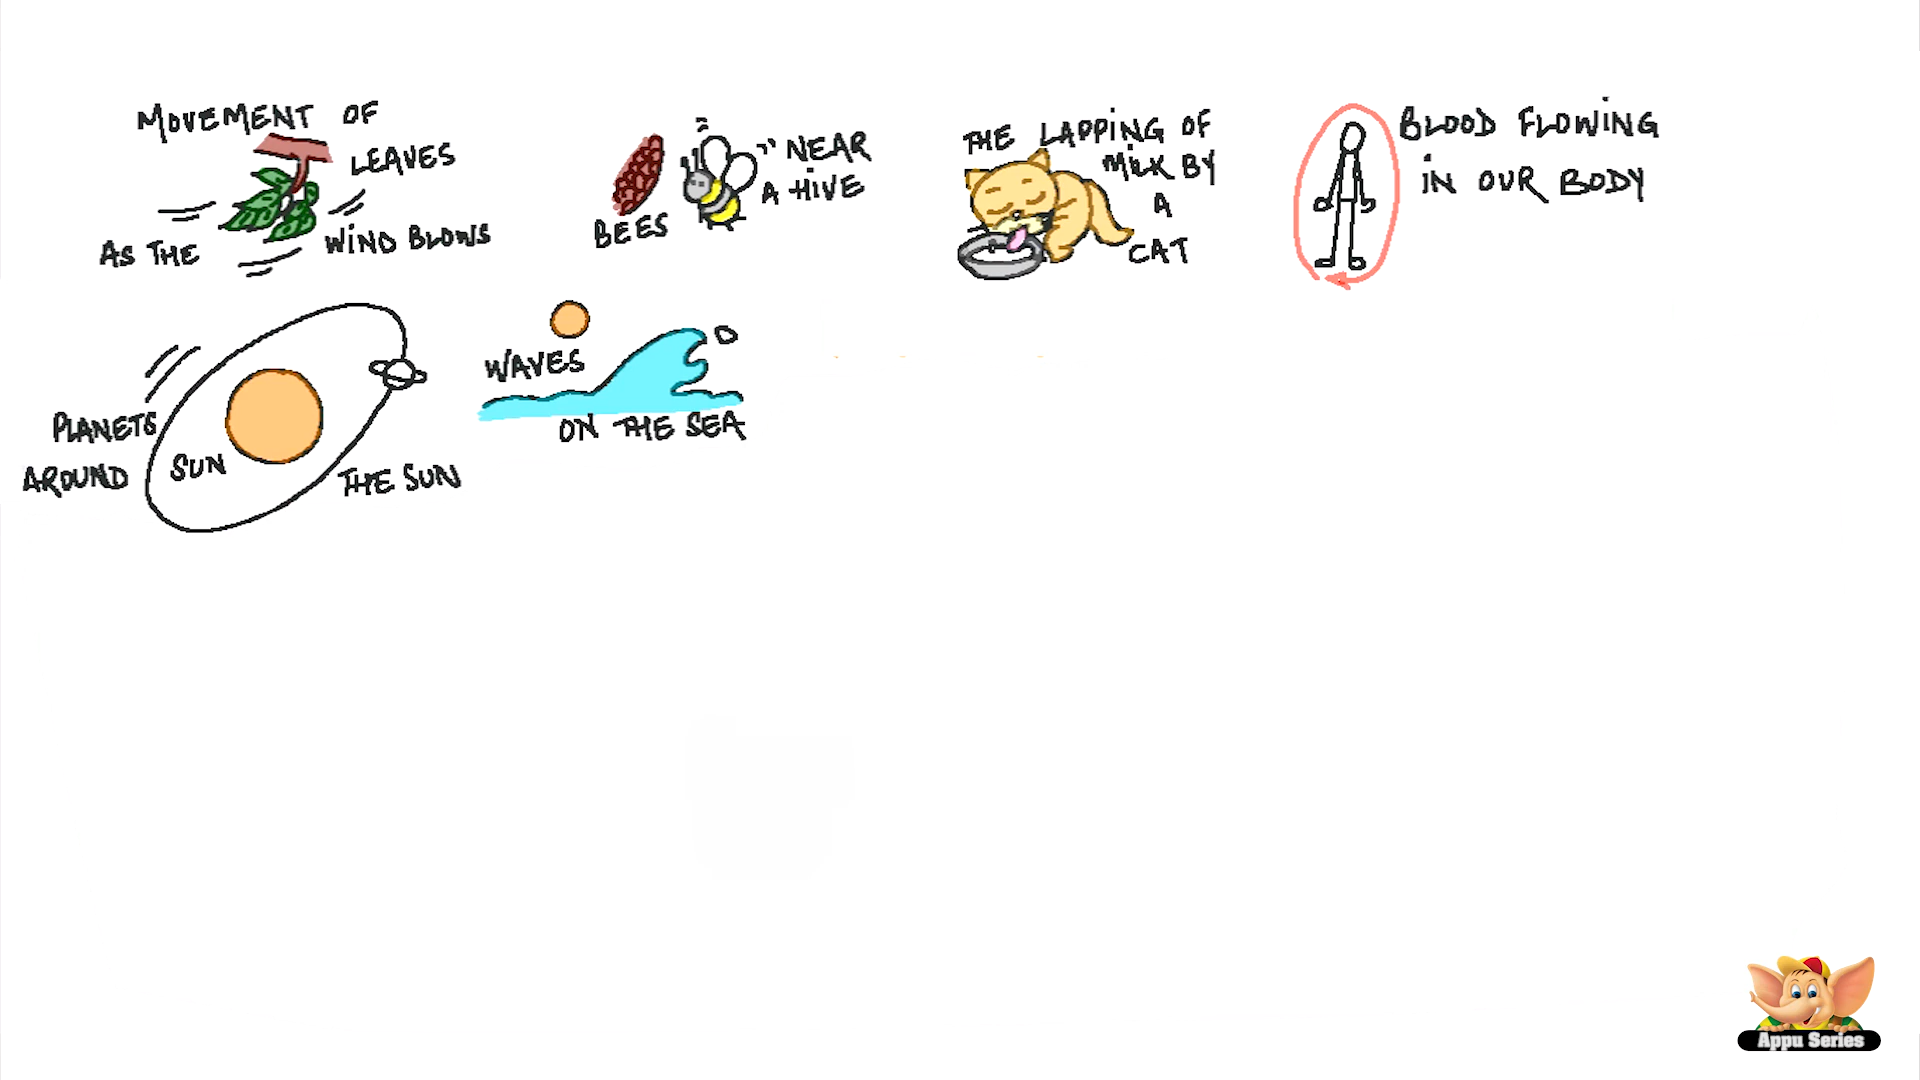 MOVEMENT OF
LEAVES
AS THE
WIND BLOWS
BEES
NEAR
A HIVE
THE LAPPING OF
MILK BY
A
CAT
BLOOD FLOWING
IN OUR BODY
PLANETS
AROUND
SUN
THE SUN
WAVES
ON THE SEA
Appu Series